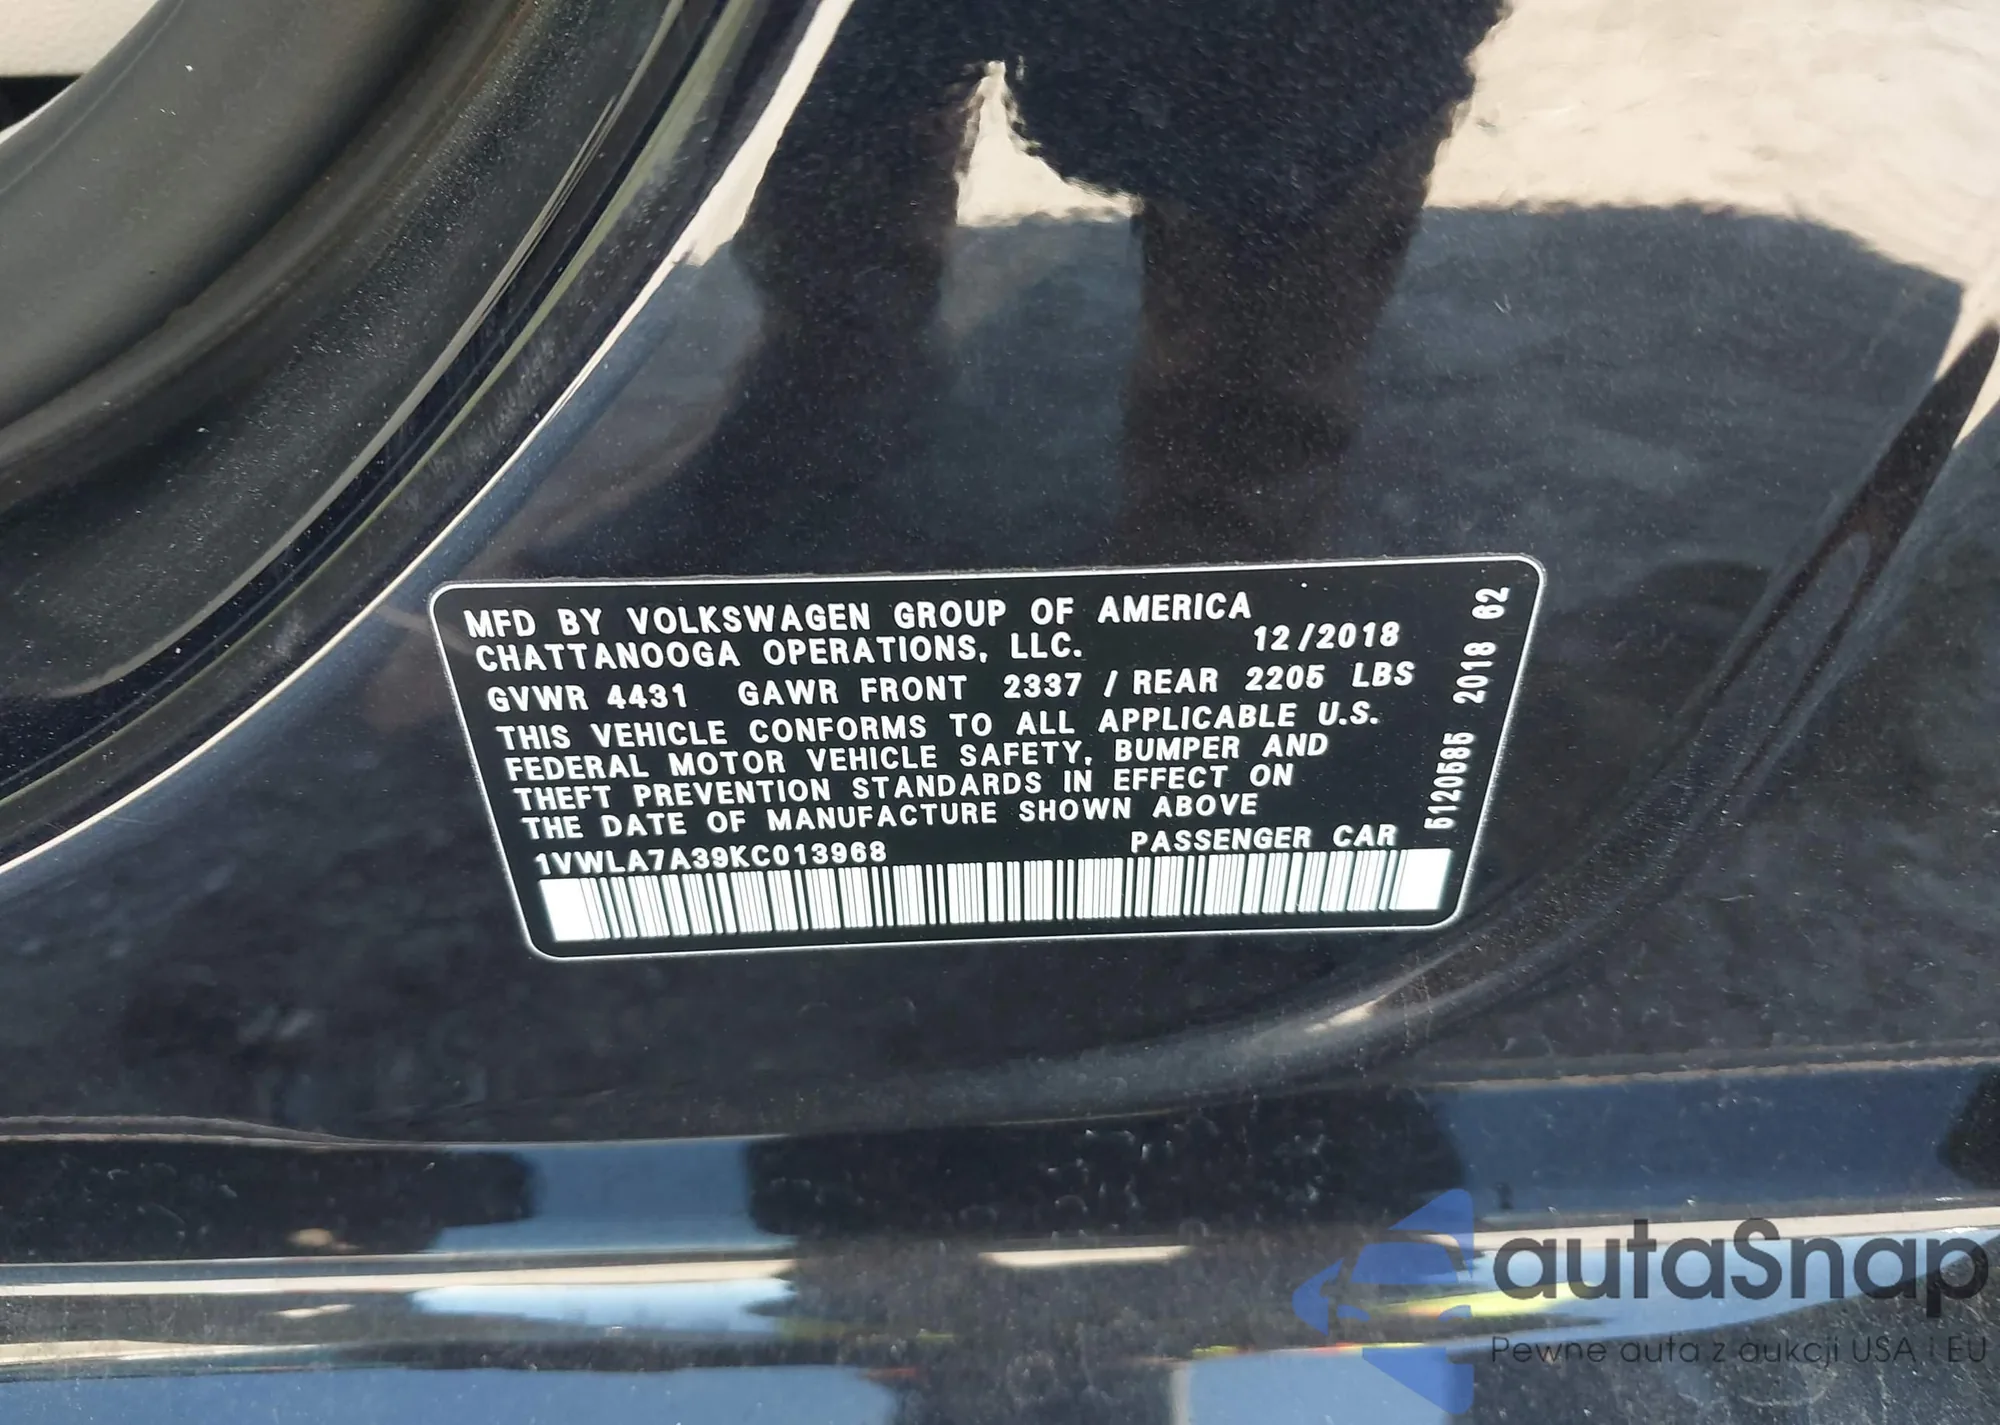 MFD BY VOLKSWAGEN GROUP OF AMERICA
CHATTANOOGA OPERATIONS, LLC. 12/2018
GVWR 4431 GAWR FRONT 2337 / REAR 2205 LBS
THIS VEHICLE CONFORMS TO ALL APPLICABLE U.S.
FEDERAL MOTOR VEHICLE SAFETY, BUMPER AND
THEFT PREVENTION STANDARDS IN EFFECT ON
THE DATE OF MANUFACTURE SHOWN ABOVE
1VWLA7A39KC013968 PASSENGER CAR
5120585 2018 62
autaSnap
Pewne auta z aukcji USA i EU